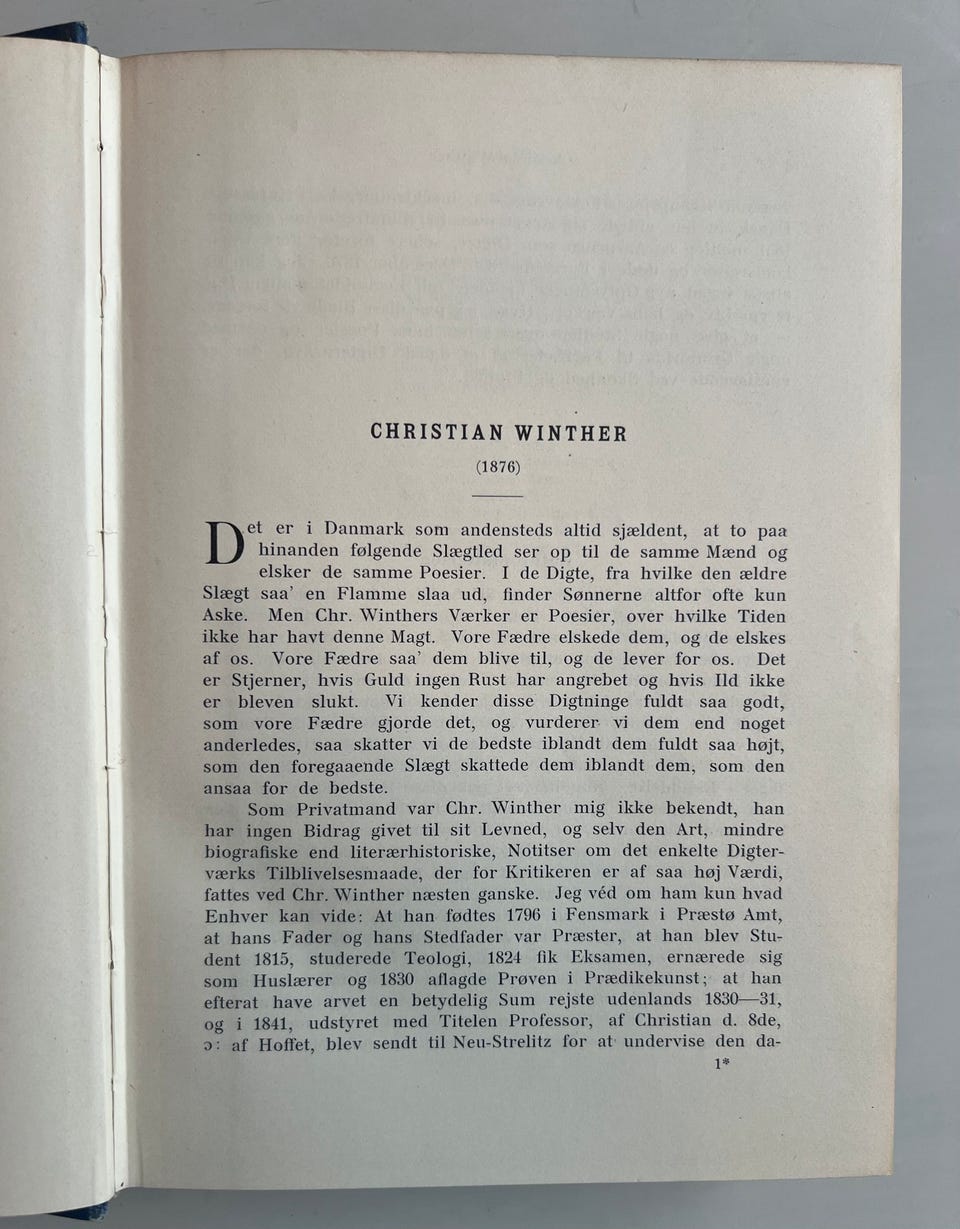 CHRISTIAN WINTHER
(1876)
Det er i Danmark som andensteds altid sjældent, at to paa
hinanden følgende Slægtled ser op til de samme Mænd og
elsker de samme Poesier. I de Digte, fra hvilke den ældre
Slægt saa' en Flamme slaa ud, finder Sønnerne altfor ofte kun
Aske. Men Chr. Winthers Værker er Poesier, over hvilke Tiden
ikke har havt denne Magt. Vore Fædre elskede dem, og de elskes
af os. Vore Fædre saa' dem blive til, og de lever for os. Det
er Stjerner, hvis Guld ingen Rust har angrebet og hvis Ild ikke
er bleven slukt. Vi kender disse Digtninge fuldt saa godt,
som vore Fædre gjorde det, og vurderer vi dem end noget
anderledes, saa skatter vi de bedste iblandt dem fuldt saa højt,
som den foregaaende Slægt skattede dem iblandt dem, som den
ansaa for de bedste.
Som Privatmand var Chr. Winther mig ikke bekendt, han
har ingen Bidrag givet til sit Levned, og selv den Art, mindre
biografiske end literærhistoriske, Notitser om det enkelte Digter-
værks Tilblivelsesmaade, der for Kritikeren er af saa høj Værdi,
fattes ved Chr. Winther næsten ganske. Jeg véd om ham kun hvad
Enhver kan vide: At han fødtes 1796 i Fensmark i Præstø Amt,
at hans Fader og hans Stedfader var Præster, at han blev Stu-
dent 1815, studerede Teologi, 1824 fik Eksamen, ernærede sig
som Huslærer og 1830 aflagde Prøven i Prædikekunst; at han
efterat have arvet en betydelig Sum rejste udenlands 1830—31,
og i 1841, udstyret med Titelen Professor, af Christian d. 8de,
ɔ: af Hoffet, blev sendt til Neu-Strelitz for at undervise den da-
1*